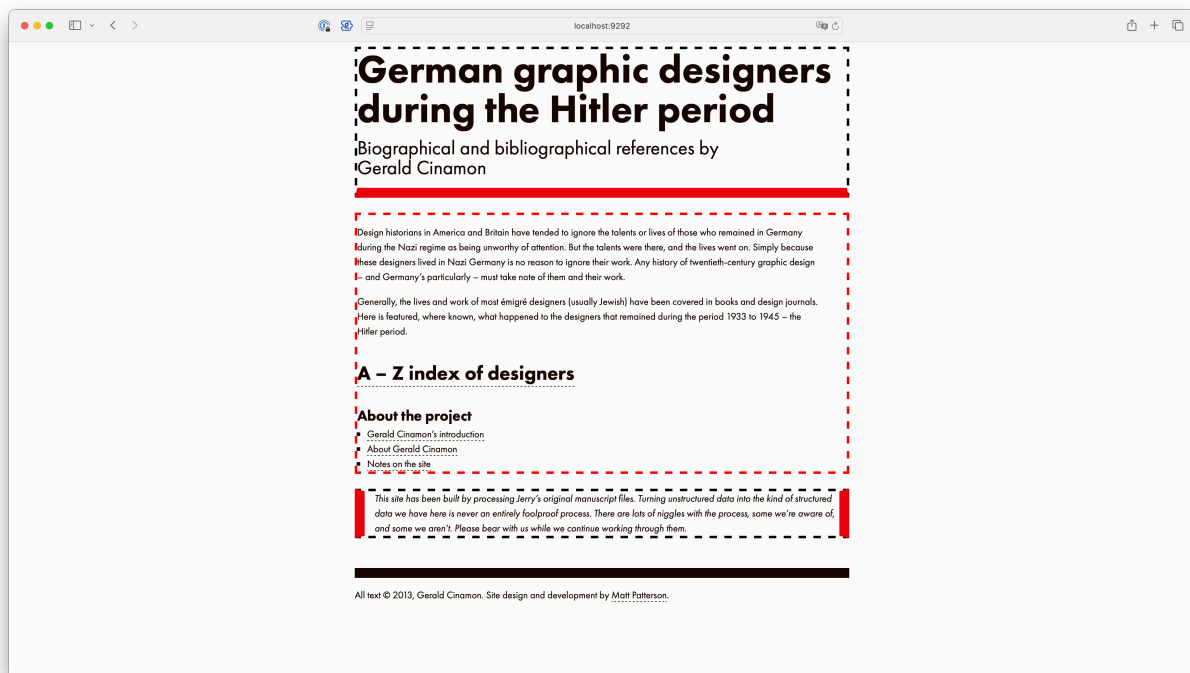 localhost:9292
German graphic designers
during the Hitler period
Biographical and bibliographical references by
Gerald Cinamon
Design historians in America and Britain have tended to ignore the talents or lives of those who remained in Germany
during the Nazi regime as being unworthy of attention. But the talents were there, and the lives went on. Simply because
these designers lived in Nazi Germany is no reason to ignore their work. Any history of twentieth-century graphic design
– and Germany’s particularly – must take note of them and their work.
Generally, the lives and work of most émigré designers (usually Jewish) have been covered in books and design journals.
Here is featured, where known, what happened to the designers that remained during the period 1933 to 1945 – the
Hitler period.
A – Z index of designers
About the project
Gerald Cinamon’s introduction
About Gerald Cinamon
Notes on the site
This site has been built by processing Jerry’s original manuscript files. Turning unstructured data into the kind of structured
data we have here is never an entirely foolproof process. There are lots of niggles with the process, some we’re aware of,
and some we aren’t. Please bear with us while we continue working through them.
All text © 2013, Gerald Cinamon. Site design and development by Matt Patterson.